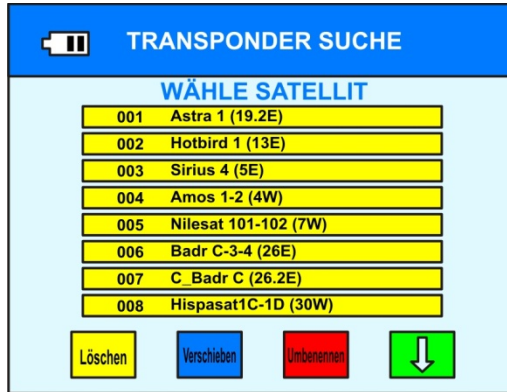 TRANSPONDER SUCHE
WÄHLE SATELLIT
001 Astra 1 (19.2E)
002 Hotbird 1 (13E)
003 Sirius 4 (5E)
004 Amos 1-2 (4W)
005 Nilesat 101-102 (7W)
006 Badr C-3-4 (26E)
007 C_Badr C (26.2E)
008 Hispasat1C-1D (30W)
Löschen Verschieben Umbenennen